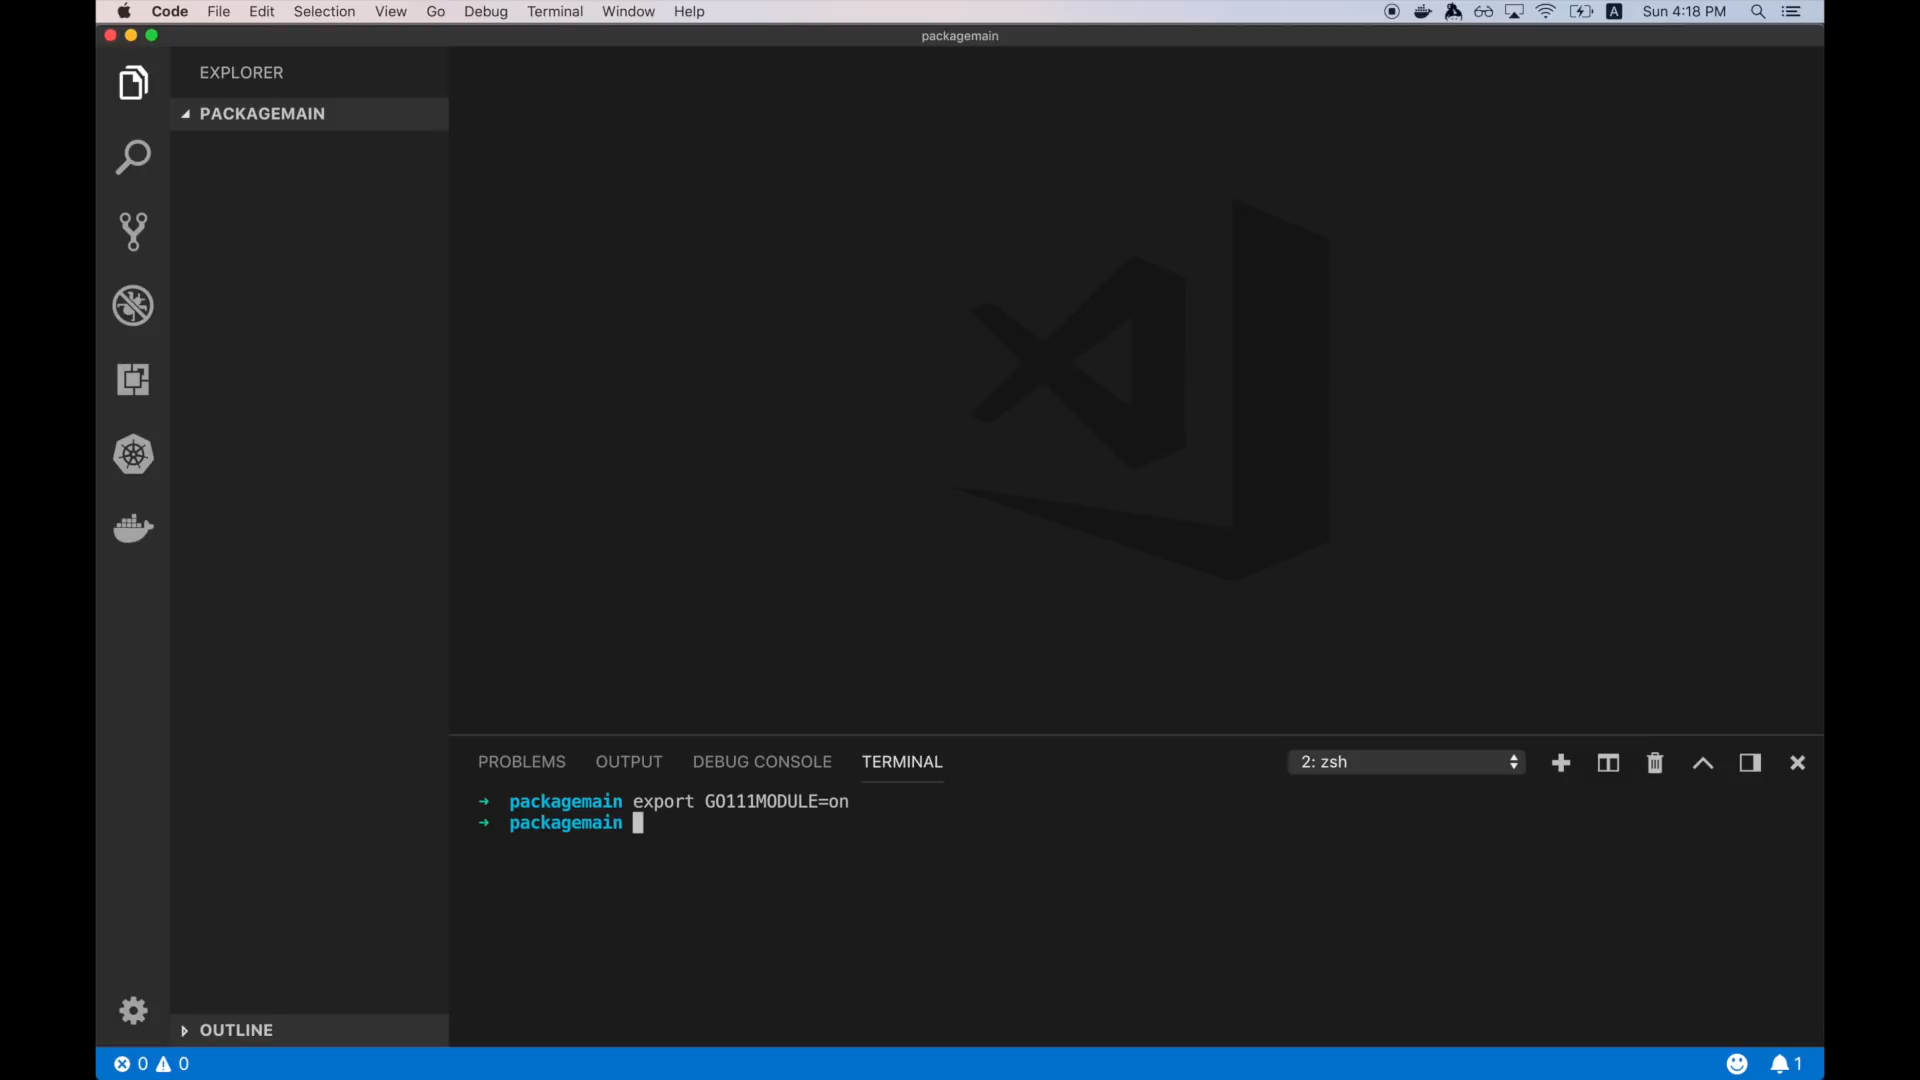 Code File Edit Selection View Go Debug Terminal Window Help A Sun 4:18 PM
packagemain
EXPLORER
PACKAGEMAIN
PROBLEMS OUTPUT DEBUG CONSOLE TERMINAL 2: zsh
➜ packagemain export GO111MODULE=on
➜ packagemain
OUTLINE
0 0 1